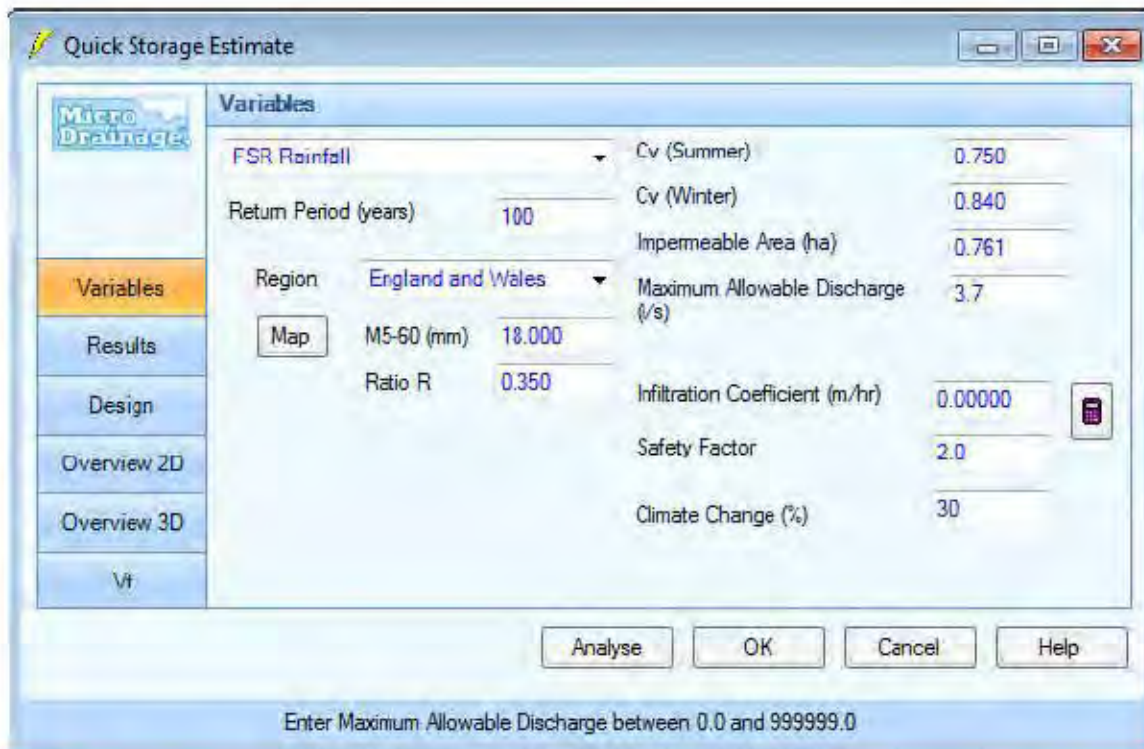 Quick Storage Estimate
Micro
Drainage
Variables
Results
Design
Overview 2D
Overview 3D
Vt
Variables
FSR Rainfall
Return Period (years) 100
Region England and Wales
Map
M5-60 (mm) 18.000
Ratio R 0.350
Cv (Summer) 0.750
Cv (Winter) 0.840
Impermeable Area (ha) 0.761
Maximum Allowable Discharge 3.7
(l/s)
Infiltration Coefficient (m/hr) 0.00000
Safety Factor 2.0
Climate Change (%) 30
Analyse OK Cancel Help
Enter Maximum Allowable Discharge between 0.0 and 999999.0